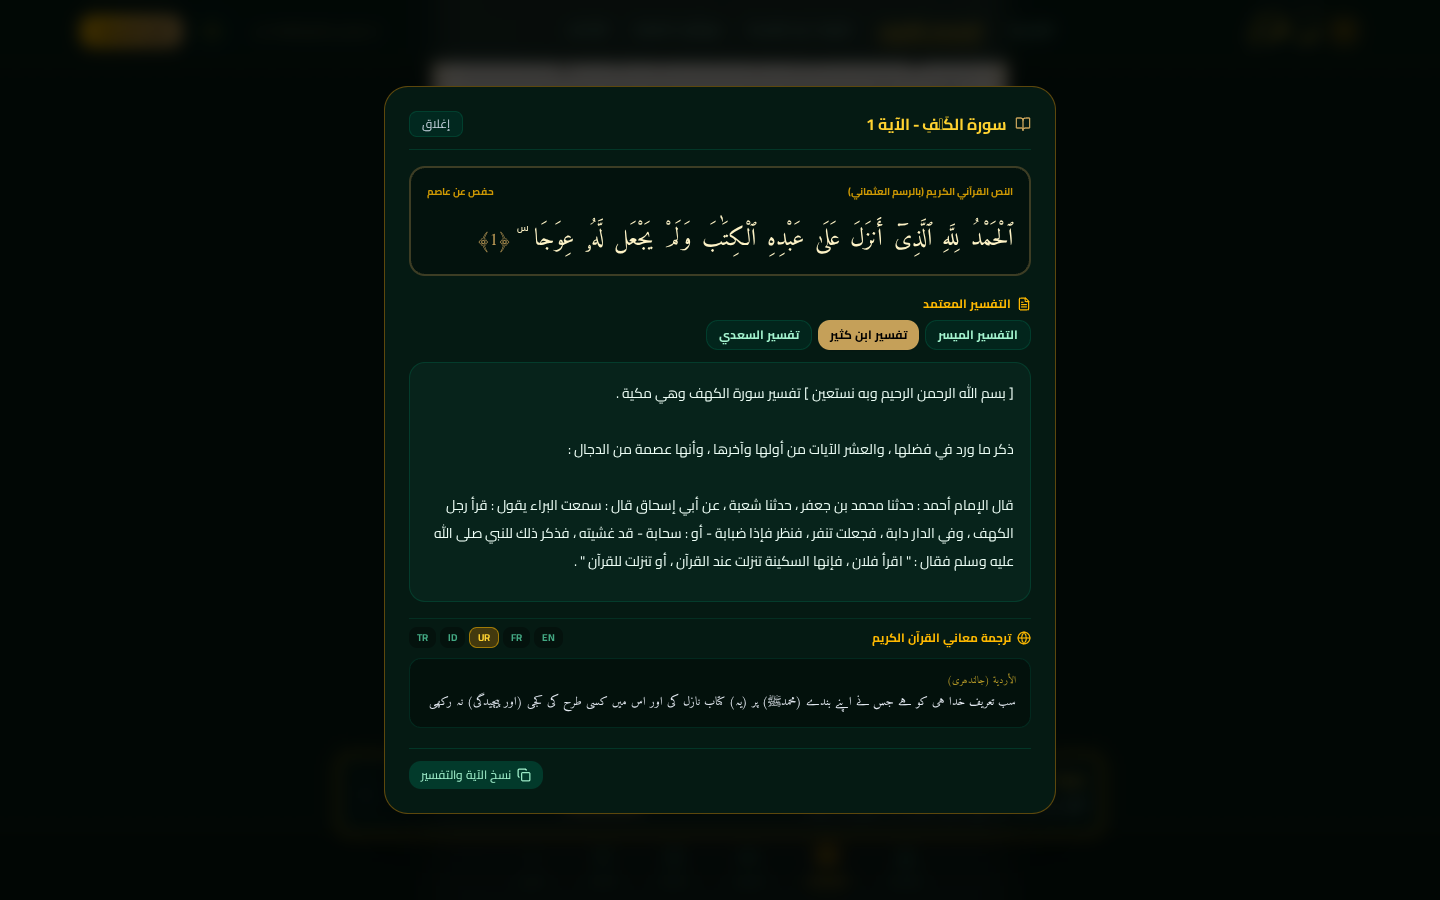 سورة الكهف - الآية 1
إغلاق
النص القرآني الكريم (بالرسم العثماني)
حفص عن عاصم
ٱلْحَمْدُ لِلَّهِ ٱلَّذِىٓ أَنزَلَ عَلَىٰ عَبْدِهِ ٱلْكِتَٰبَ وَلَمْ يَجْعَل لَّهُۥ عِوَجَا ۜ ﴿1﴾
التفسير المعتمد
التفسير الميسر
تفسير ابن كثير
تفسير السعدي
[ بسم الله الرحمن الرحيم وبه نستعين ] تفسير سورة الكهف وهي مكية .
ذكر ما ورد في فضلها ، والعشر الآيات من أولها وآخرها ، وأنها عصمة من الدجال :
قال الإمام أحمد : حدثنا محمد بن جعفر ، حدثنا شعبة ، عن أبي إسحاق قال : سمعت البراء يقول : قرأ رجل
الكهف ، وفي الدار دابة ، فجعلت تنفر ، فنظر فإذا ضبابة - أو : سحابة - قد غشيته ، فذكر ذلك للنبي صلى الله
عليه وسلم فقال : " اقرأ فلان ، فإنها السكينة تنزلت عند القرآن ، أو تنزلت للقرآن " .
ترجمة معاني القرآن الكريم
EN
FR
UR
ID
TR
الأردية (جالندہری)
سب تعریف خدا ہی کو ہے جس نے اپنے بندے (محمدﷺ) پر (یہ) کتاب نازل کی اور اس میں کسی طرح کی کجی (اور پیچیدگی) نہ رکھی
نسخ الآية والتفسير